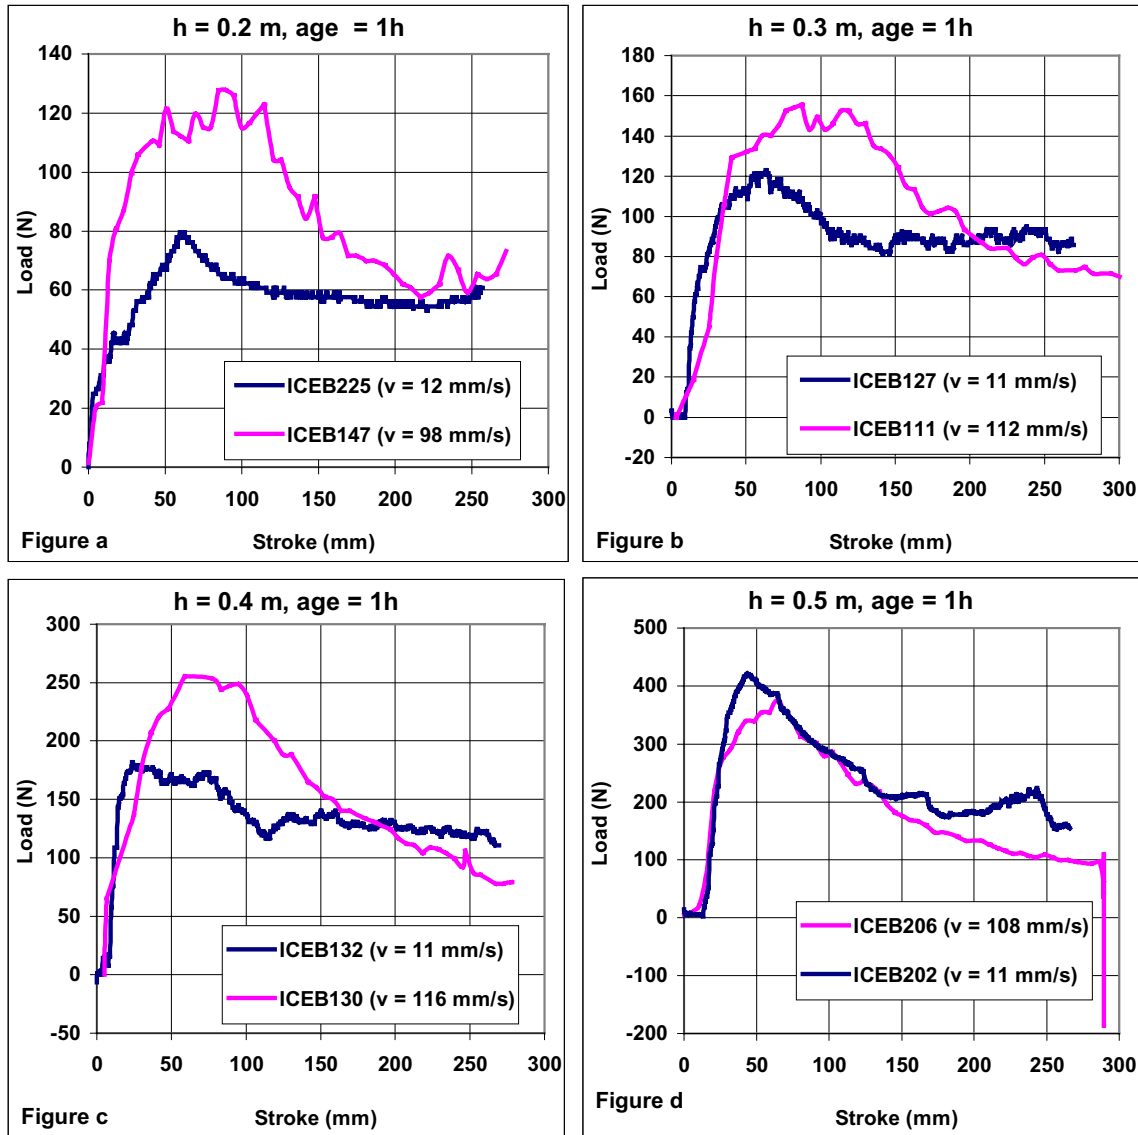 h = 0.2 m, age  = 1h
140
120
100
80
60
40
20
0
Load (N)
ICEB225 (v = 12 mm/s)
ICEB147 (v = 98 mm/s)
0 50 100 150 200 250 300
Figure a
Stroke (mm)
h = 0.3 m, age = 1h
180
160
140
120
100
80
60
40
20
0
-20
Load (N)
ICEB127 (v = 11 mm/s)
ICEB111 (v = 112 mm/s)
0 50 100 150 200 250 300
Figure b
Stroke (mm)
h = 0.4 m, age = 1h
300
250
200
150
100
50
0
-50
Load (N)
ICEB132 (v = 11 mm/s)
ICEB130 (v = 116 mm/s)
0 50 100 150 200 250 300
Figure c
Stroke (mm)
h = 0.5 m, age = 1h
500
400
300
200
100
0
-100
-200
Load (N)
ICEB206 (v = 108 mm/s)
ICEB202 (v = 11 mm/s)
0 50 100 150 200 250 300
Figure d
Stroke (mm)